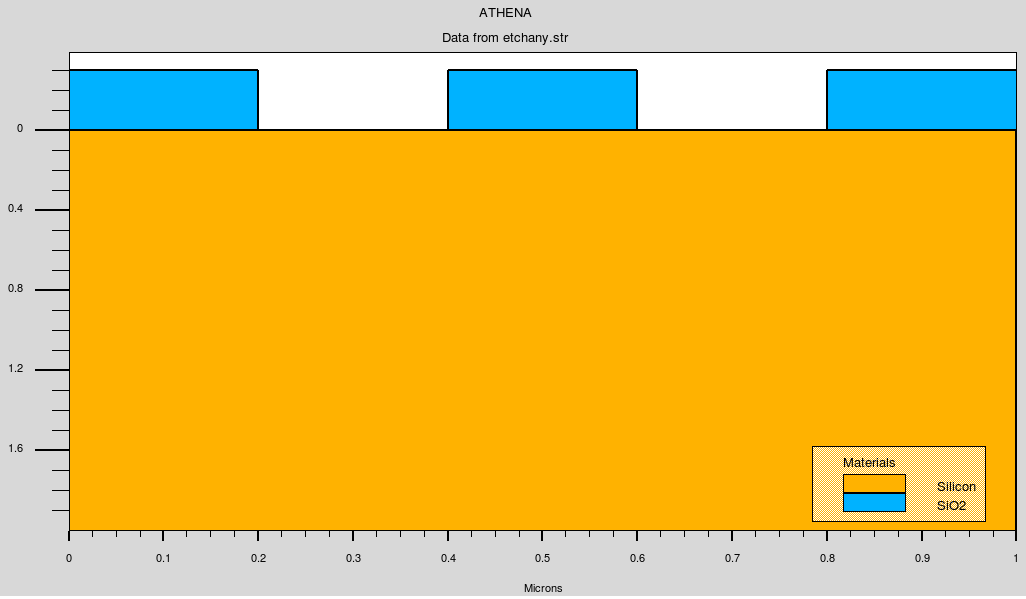 ATHENA
Data from etchany.str
0
0.4
0.8
1.2
1.6
Materials
Silicon
SiO2
0 0.1 0.2 0.3 0.4 0.5 0.6 0.7 0.8 0.9 1
Microns